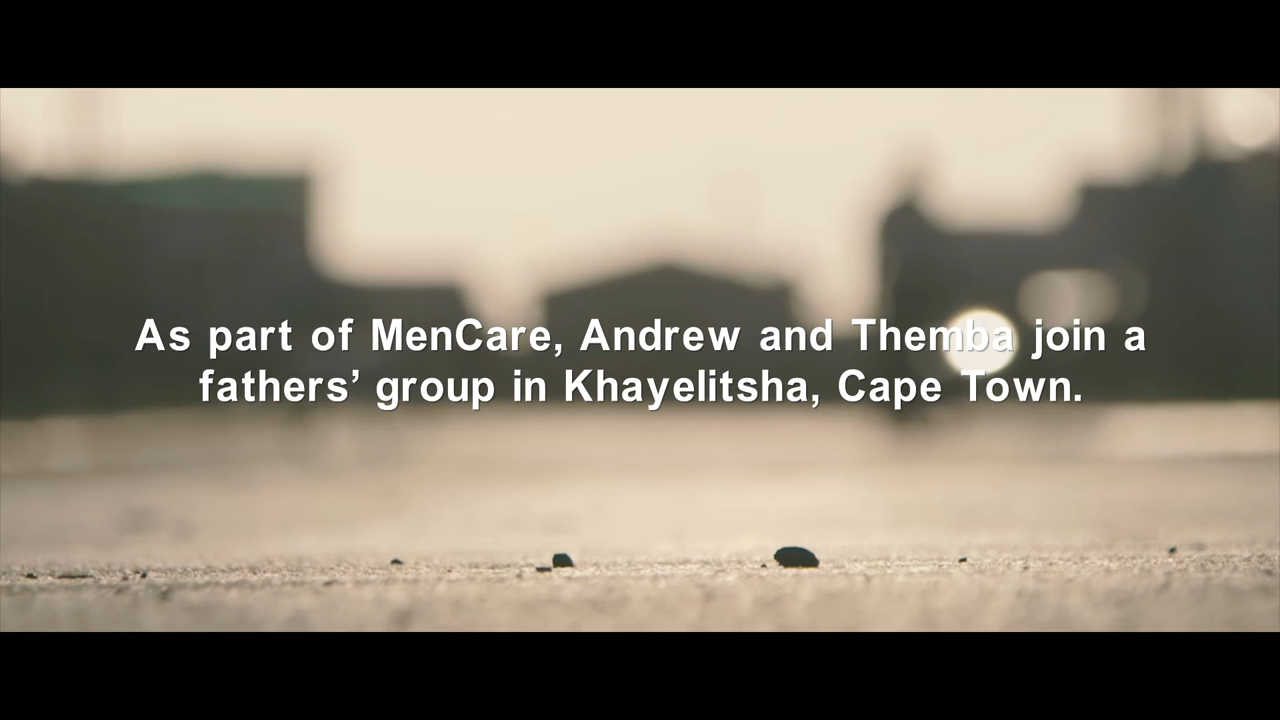 As part of MenCare, Andrew and Themba join a
fathers’ group in Khayelitsha, Cape Town.